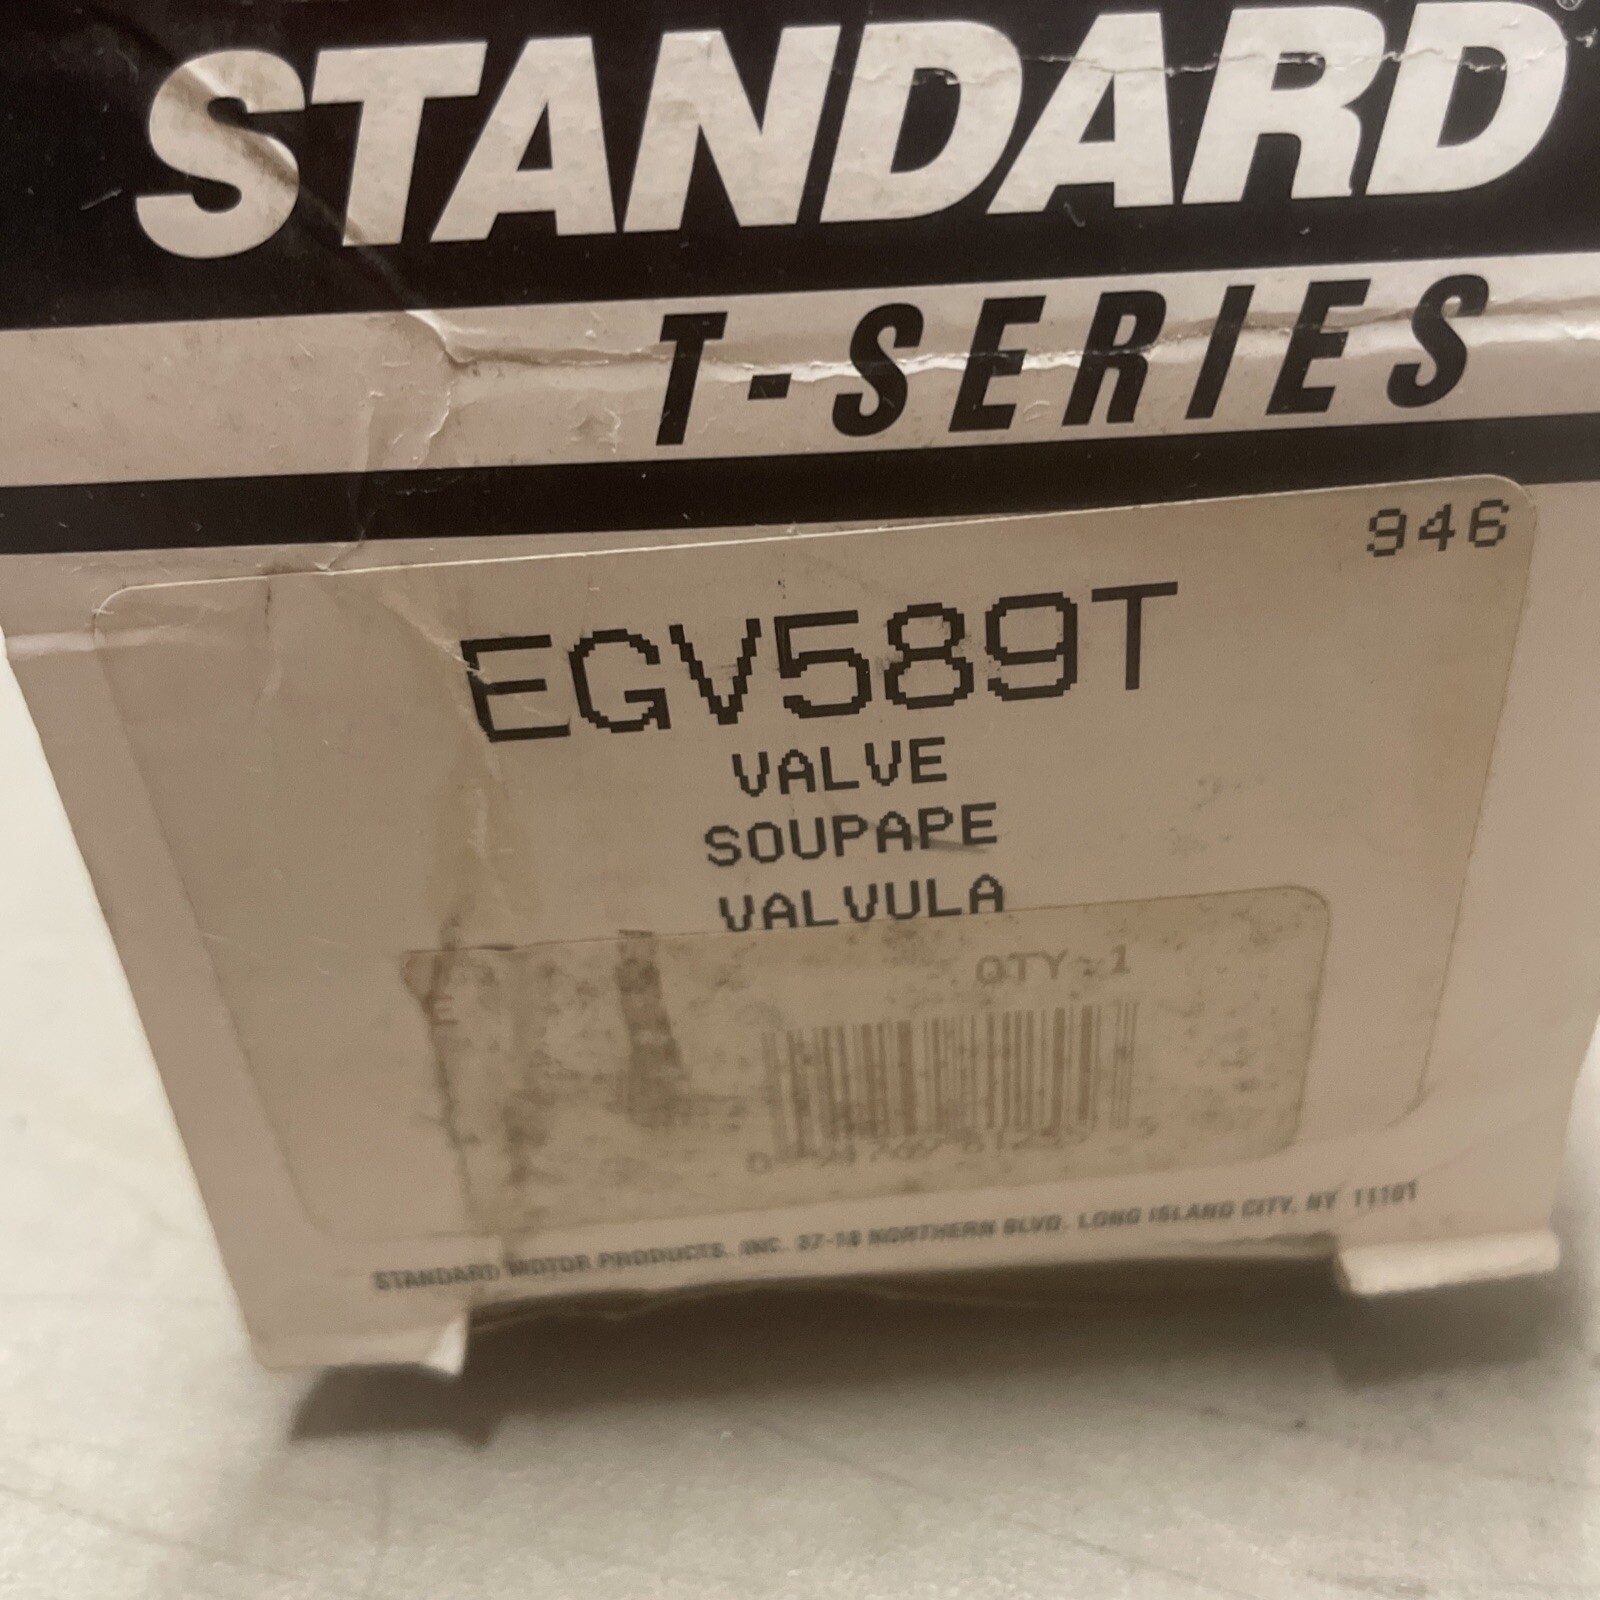 STANDARD®
T-SERIES
946
EGV589T
VALVE
SOUPAPE
VALVULA
QTY: 1
STANDARD MOTOR PRODUCTS, INC. 37-18 NORTHERN BLVD. LONG ISLAND CITY, NY 11101